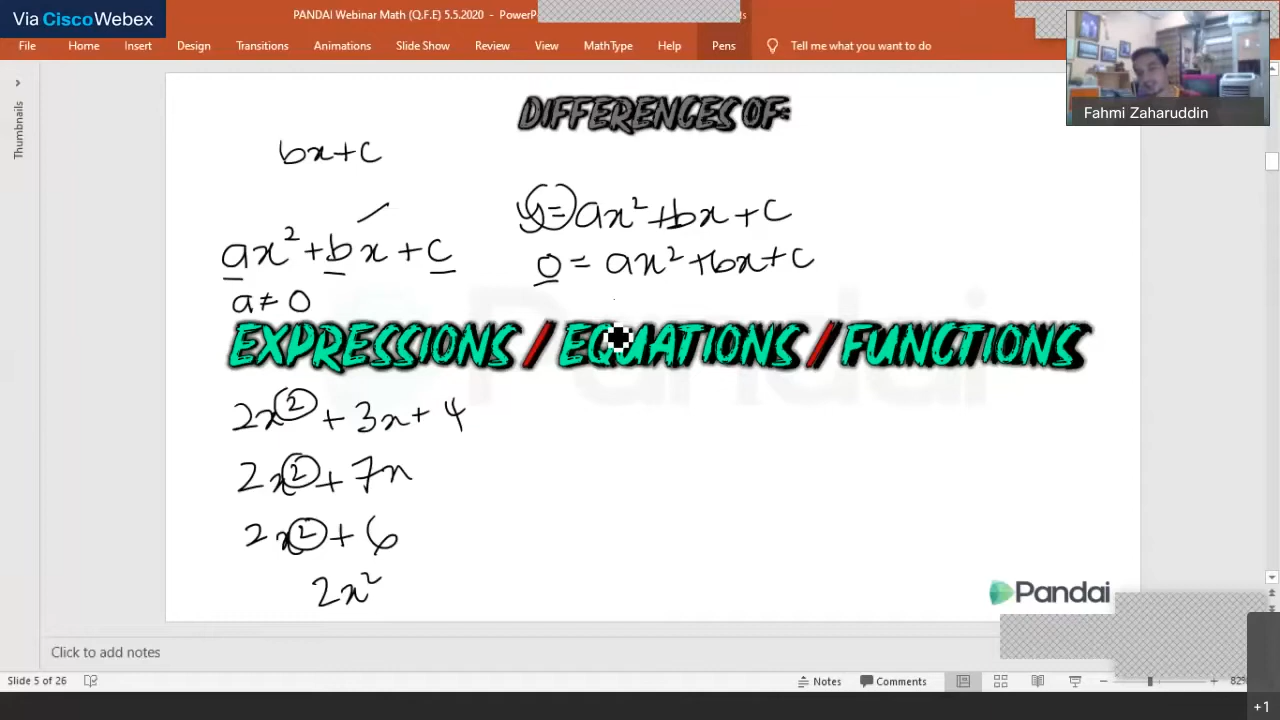 Via Cisco Webex
PANDAI Webinar Math (Q.F.E) 5.5.2020 - PowerP
File Home Insert Design Transitions Animations Slide Show Review View MathType Help Pens Tell me what you want to do
Fahmi Zaharuddin
Thumbnails
DIFFERENCES OF:
bx+c
y= ax²+bx+c
ax²+bx+c
0= ax²+bx+c
a≠0
EXPRESSIONS / EQUATIONS / FUNCTIONS
Pandai
2x²+3x+4
2x²+7x
2x²+6
2x²
Pandai
Click to add notes
Slide 5 of 26 Notes Comments 82%
+1